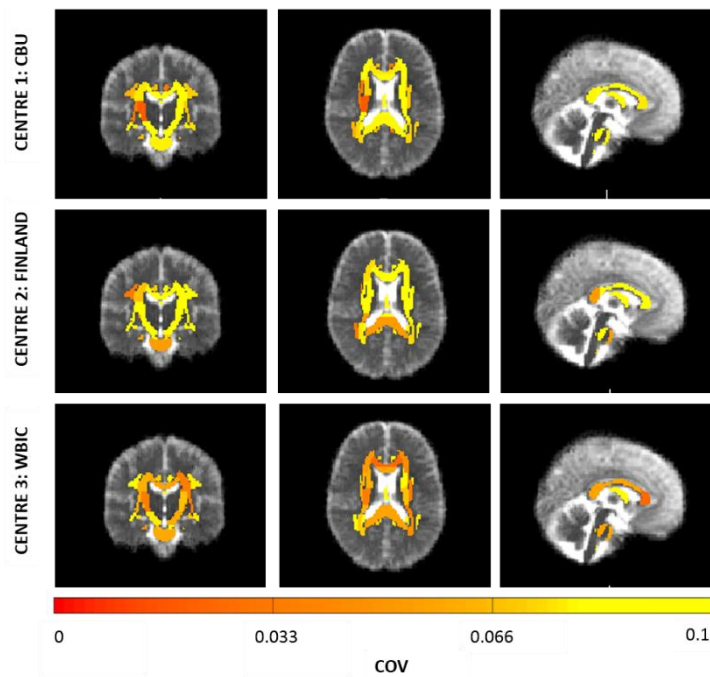 CENTRE 1: CBU
CENTRE 2: FINLAND
CENTRE 3: WBIC
0 0.033 0.066 0.1
COV